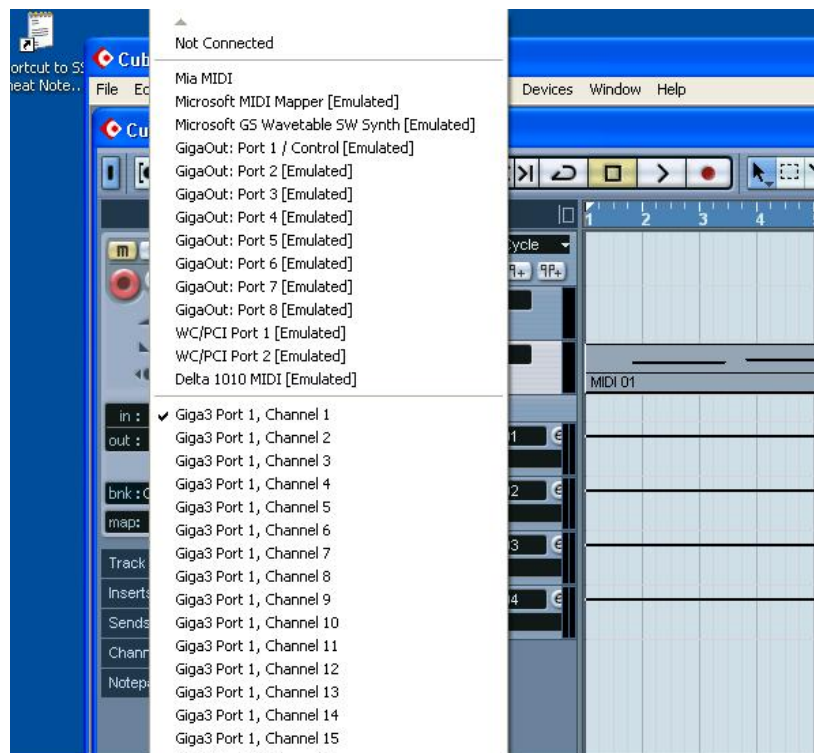 Not Connected
Mia MIDI
Microsoft MIDI Mapper [Emulated]
Microsoft GS Wavetable SW Synth [Emulated]
GigaOut: Port 1 / Control [Emulated]
GigaOut: Port 2 [Emulated]
GigaOut: Port 3 [Emulated]
GigaOut: Port 4 [Emulated]
GigaOut: Port 5 [Emulated]
GigaOut: Port 6 [Emulated]
GigaOut: Port 7 [Emulated]
GigaOut: Port 8 [Emulated]
WC/PCI Port 1 [Emulated]
WC/PCI Port 2 [Emulated]
Delta 1010 MIDI [Emulated]
Giga3 Port 1, Channel 1
Giga3 Port 1, Channel 2
Giga3 Port 1, Channel 3
Giga3 Port 1, Channel 4
Giga3 Port 1, Channel 5
Giga3 Port 1, Channel 6
Giga3 Port 1, Channel 7
Giga3 Port 1, Channel 8
Giga3 Port 1, Channel 9
Giga3 Port 1, Channel 10
Giga3 Port 1, Channel 11
Giga3 Port 1, Channel 12
Giga3 Port 1, Channel 13
Giga3 Port 1, Channel 14
Giga3 Port 1, Channel 15
ortcut to SS
heat Note..
Cub
File Ed
Devices Window Help
Cu
1 2 3 4
m
ycle
MIDI 01
in :
out :
bnk :
map:
Track
Inserts
Sends
Chann
Notepa